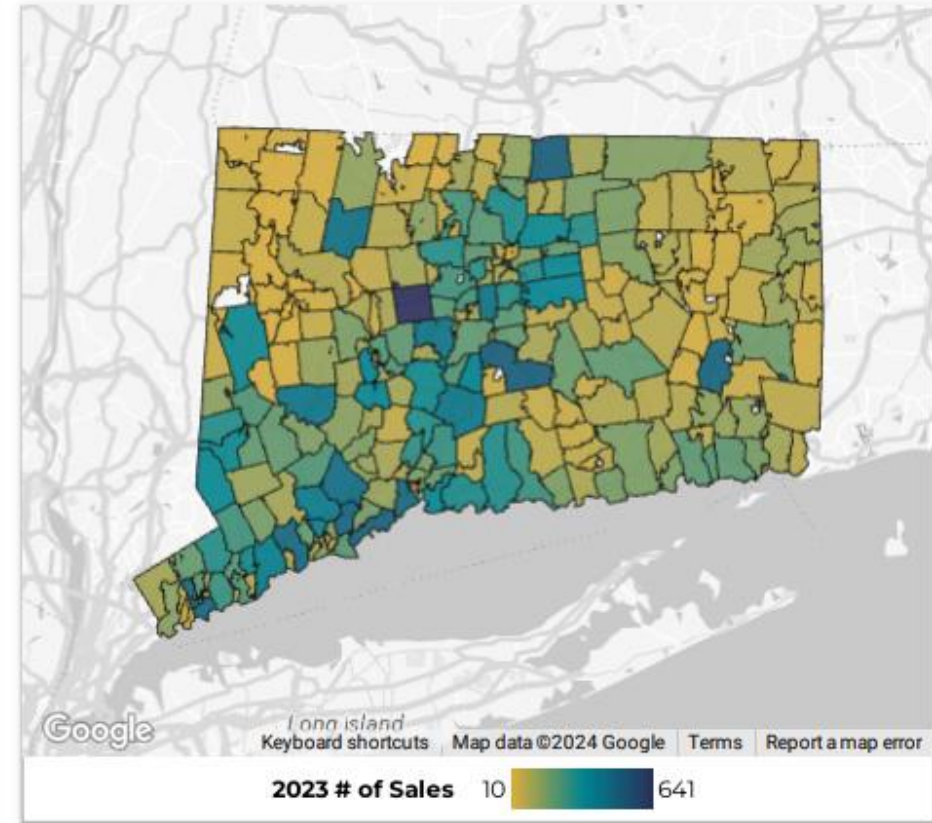 Long Island
Google
Keyboard shortcuts Map data ©2024 Google Terms Report a map error
2023 # of Sales 10 641